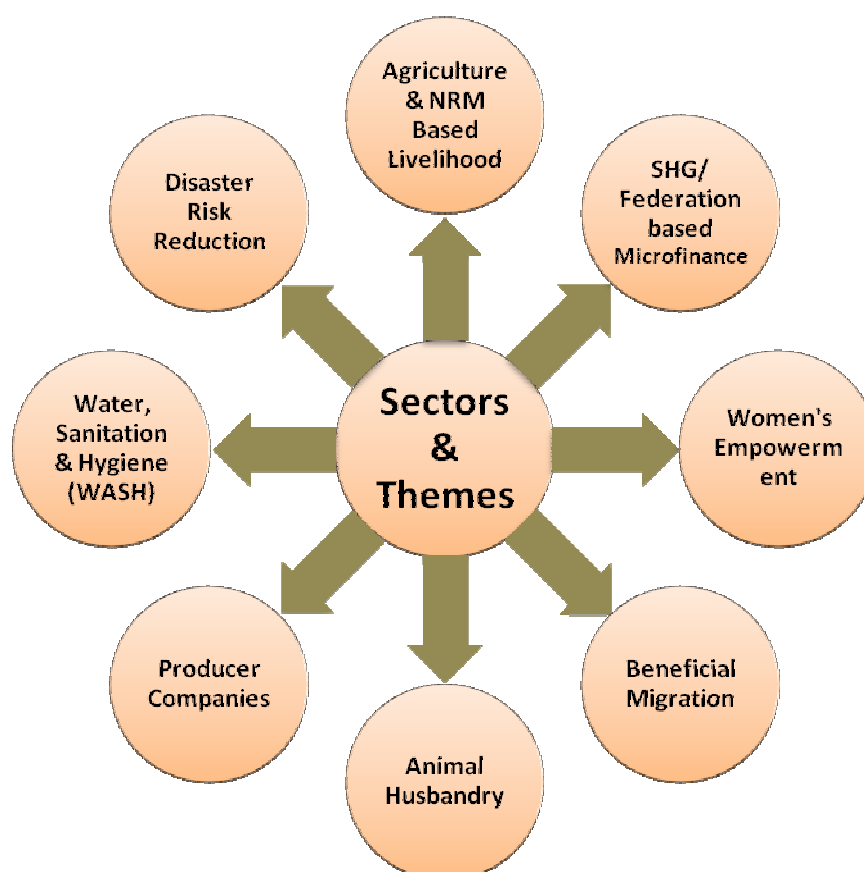 Agriculture
& NRM
Based
Livelihood
SHG/
Federation
based
Microfinance
Women's
Empowerm
ent
Beneficial
Migration
Animal
Husbandry
Producer
Companies
Water,
Sanitation
& Hygiene
(WASH)
Disaster
Risk
Reduction
Sectors
&
Themes